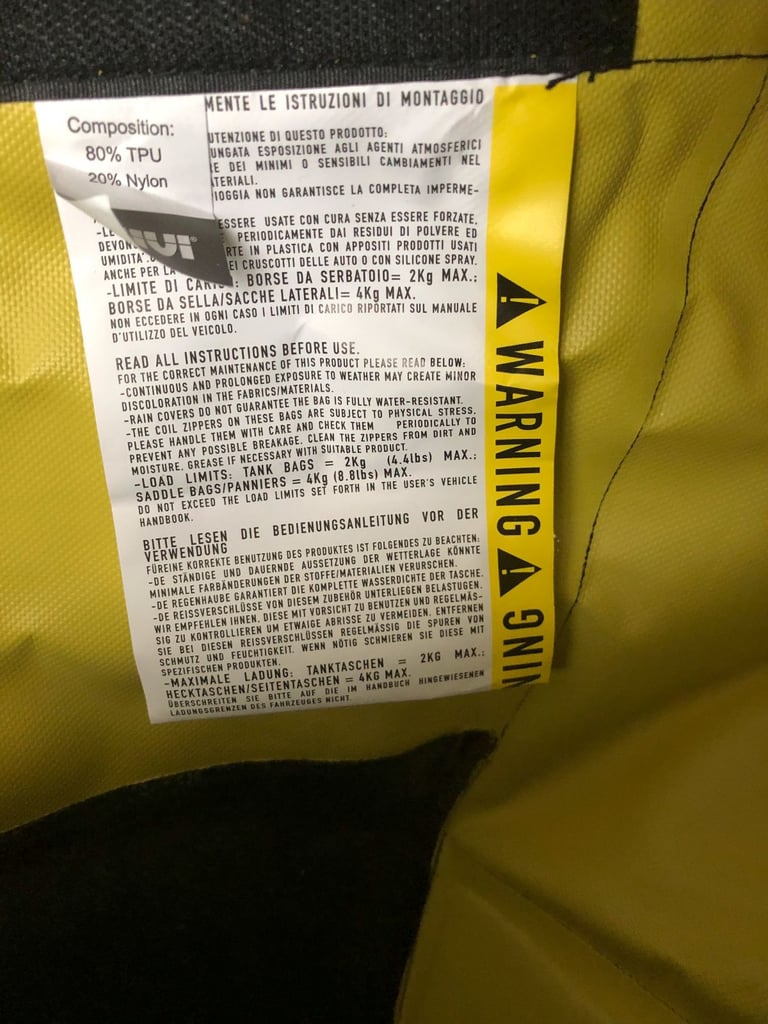 Composition:
80% TPU
20% Nylon
MENTE LE ISTRUZIONI DI MONTAGGIO
DI QUESTO PRODOTTO:
ESPOSIZIONE AGLI AGENTI ATMOSFERICI
DEI MINIMI O SENSIBILI CAMBIAMENTI NEL
NON GARANTISCE LA COMPLETA IMPERME-
ESSERE USATE CON CURA SENZA ESSERE FORZATE,
PERIODICAMENTE DAI RESIDUI DI POLVERE ED
IN PLASTICA CON APPOSITI PRODOTTI USATI
CRUSCOTTI DELLE AUTO O CON SILICONE SPRAY.
ANCHE PER
-LIMITE DI BORSE DA SERBATOIO= 2Kg MAX.;
BORSE DA SELLA/SACCHE LATERALI= 4Kg MAX.
NON ECCEDERE IN OGNI CASO I LIMITI DI CARICO RIPORTATI SUL MANUALE
D'UTILIZZO DEL VEICOLO.
READ ALL INSTRUCTIONS BEFORE USE.
FOR THE CORRECT MAINTENANCE OF THIS PRODUCT PLEASE READ BELOW:
-CONTINUOUS AND PROLONGED EXPOSURE TO WEATHER MAY CREATE MINOR
DISCOLORATION IN THE FABRICS/MATERIALS.
-RAIN COVERS DO NOT GUARANTEE THE BAG IS FULLY WATER-RESISTANT.
-THE COIL ZIPPERS ON THESE BAGS ARE SUBJECT TO PHYSICAL STRESS.
PLEASE HANDLE THEM WITH CARE AND CHECK THEM PERIODICALLY TO
PREVENT ANY POSSIBLE BREAKAGE. CLEAN THE ZIPPERS FROM DIRT AND
MOISTURE. GREASE IF NECESSARY WITH SUITABLE PRODUCT.
-LOAD LIMITS: TANK BAGS = 2Kg (4.4lbs) MAX.;
SADDLE BAGS/PANNIERS = 4Kg (8.8lbs) MAX.
DO NOT EXCEED THE LOAD LIMITS SET FORTH IN THE USER'S VEHICLE
HANDBOOK.
BITTE LESEN DIE BEDIENUNGSANLEITUNG VOR DER
VERWENDUNG
FÜREINE KORREKTE BENUTZUNG DES PRODUKTES IST FOLGENDES ZU BEACHTEN:
-DE STÄNDIGE UND DAUERNDE AUSSETZUNG DER WETTERLAGE KÖNNTE
MINIMALE FARBÄNDERUNGEN DER STOFFE/MATERIALIEN VERURSCHEN.
-DE REGENHAUBE GARANTIERT DIE KOMPLETTE WASSERDICHTE DER TASCHE.
-DE REISSVERSCHLÜSSE VON DIESEM ZUBEHÖR UNTERLIEGEN BELASTUGEN.
WIR EMPFEHLEN IHNEN, DIESE MIT VORSICHT ZU BENUTZEN UND REGELMÄS-
SIG ZU KONTROLLIEREN UM ETWAIGE ABRISSE ZU VERMEIDEN. ENTFERNEN
SIE BEI DIESEN REISSVERSCHLÜSSEN REGELMÄSSIG DIE SPUREN VON
SCHMUTZ UND FEUCHTIGKEIT. WENN NÖTIG SCHMIEREN SIE DIESE MIT
SPEZIFISCHEN PRODUKTEN.
-MAXIMALE LADUNG: TANKTASCHEN = 2KG MAX.;
HECKTASCHEN/SEITENTASCHEN = 4KG MAX.
ÜBERSCHREITEN SIE BITTE AUF DIE IM HANDBUCH HINGEWIESENEN
LADUNGSGRENZEN DES FAHRZEUGES NICHT.
WARNING
NING